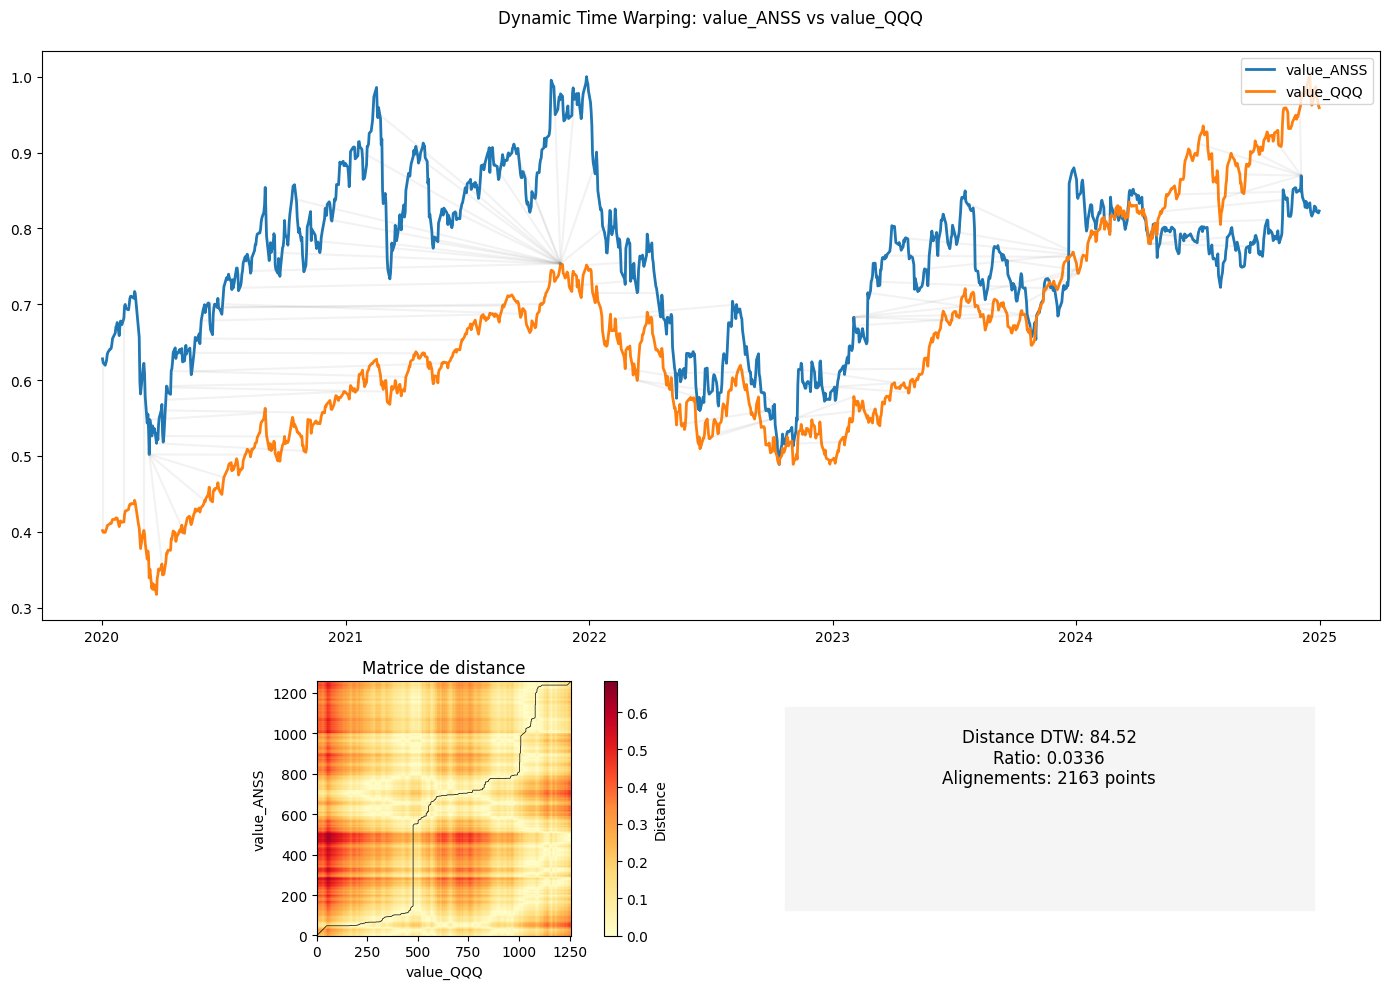 Dynamic Time Warping: value_ANSS vs value_QQQ
value_ANSS
value_QQQ
1.0
0.9
0.8
0.7
0.6
0.5
0.4
0.3
2020 2021 2022 2023 2024 2025
Matrice de distance
value_ANSS
1200
1000
800
600
400
200
0
0 250 500 750 1000 1250
value_QQQ
0.6
0.5
0.4
0.3
0.2
0.1
0.0
Distance
Distance DTW: 84.52
Ratio: 0.0336
Alignements: 2163 points